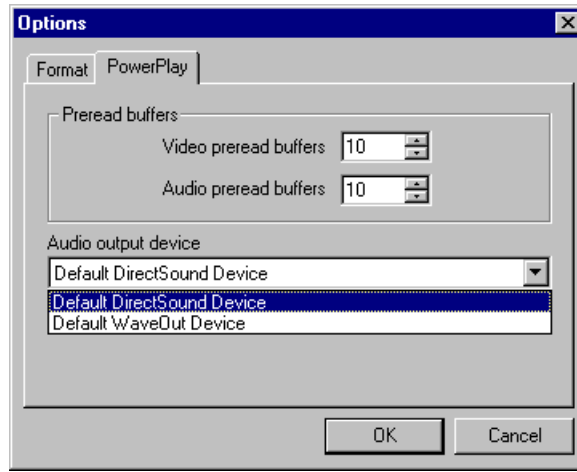 Options
Format PowerPlay
Preread buffers
Video preread buffers 10
Audio preread buffers 10
Audio output device
Default DirectSound Device
Default DirectSound Device
Default WaveOut Device
OK Cancel